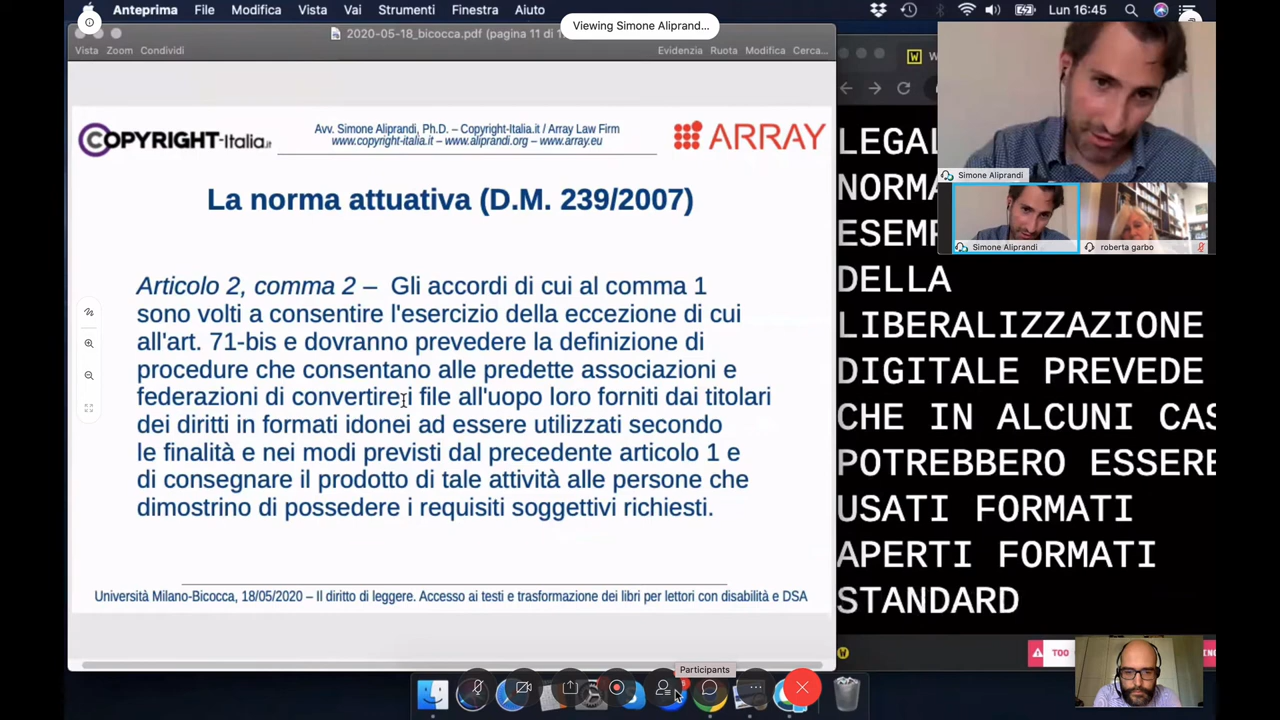 Anteprima File Modifica Vista Vai Strumenti Finestra Aiuto
Viewing Simone Aliprand...
Lun 16:45
2020-05-18_bicocca.pdf (pagina 11 di 1
Vista Zoom Condividi
Evidenzia Ruota Modifica Cerca...
COPYRIGHT-Italia.it
Avv. Simone Aliprandi, Ph.D. – Copyright-Italia.it / Array Law Firm
www.copyright-italia.it – www.aliprandi.org – www.array.eu
ARRAY
La norma attuativa (D.M. 239/2007)
Articolo 2, comma 2 – Gli accordi di cui al comma 1
sono volti a consentire l'esercizio della eccezione di cui
all'art. 71-bis e dovranno prevedere la definizione di
procedure che consentano alle predette associazioni e
federazioni di convertire i file all'uopo loro forniti dai titolari
dei diritti in formati idonei ad essere utilizzati secondo
le finalità e nei modi previsti dal precedente articolo 1 e
di consegnare il prodotto di tale attività alle persone che
dimostrino di possedere i requisiti soggettivi richiesti.
Università Milano-Bicocca, 18/05/2020 – Il diritto di leggere. Accesso ai testi e trasformazione dei libri per lettori con disabilità e DSA
LEGAL
NORMA
ESEMP
DELLA
LIBERALIZZAZIONE
DIGITALE PREVEDE
CHE IN ALCUNI CAS
POTREBBERO ESSERE
USATI FORMATI
APERTI FORMATI
STANDARD
Simone Aliprandi
Simone Aliprandi
roberta garbo
TOO
Participants